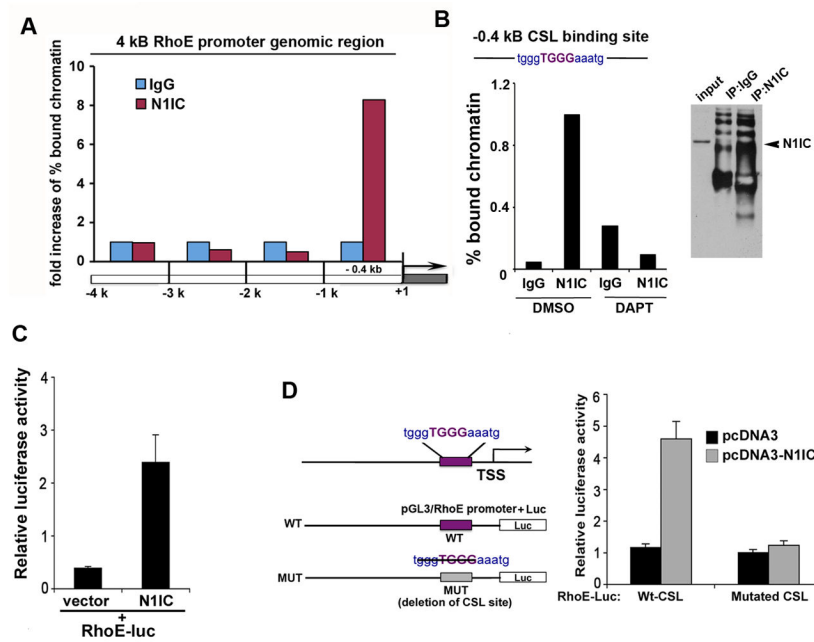 A
4 kB RhoE promoter genomic region
fold increase of % bound chromatin
10
8
6
4
2
0
IgG
N1IC
- 0.4 kb
-4 k
-3 k
-2 k
-1 k
+1
B
-0.4 kB CSL binding site
tgggTGGGaaatg
% bound chromatin
1.2
0.8
0.4
0
IgG N1IC IgG N1IC
DMSO DAPT
input
IP:IgG
IP:N1IC
N1IC
C
Relative luciferase activity
4
3
2
1
0
vector N1IC
+
RhoE-luc
D
tgggTGGGaaatg
TSS
pGL3/RhoE promoter+Luc
WT
Luc
WT
tgggTGGGaaatg
MUT
Luc
MUT
(deletion of CSL site)
Relative luciferase activity
6
5
4
3
2
1
0
pcDNA3
pcDNA3-N1IC
RhoE-Luc: Wt-CSL Mutated CSL